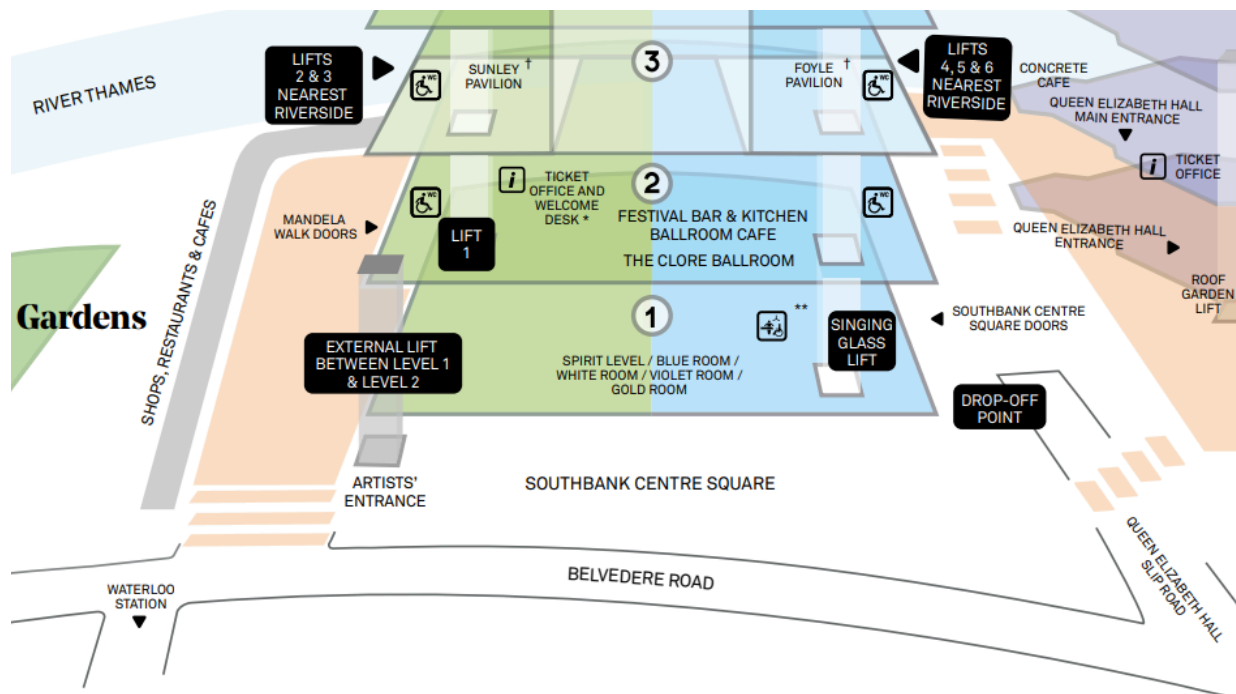 RIVER THAMES
LIFTS
2 & 3
NEAREST
RIVERSIDE
WC
SUNLEY †
PAVILION
3
FOYLE †
PAVILION
WC
LIFTS
4, 5 & 6
NEAREST
RIVERSIDE
CONCRETE
CAFE
QUEEN ELIZABETH HALL
MAIN ENTRANCE
i
TICKET
OFFICE
SHOPS, RESTAURANTS & CAFES
MANDELA
WALK DOORS
WC
LIFT
1
i
TICKET
OFFICE AND
WELCOME
DESK *
2
FESTIVAL BAR & KITCHEN
BALLROOM CAFE
THE CLORE BALLROOM
WC
QUEEN ELIZABETH HALL
ENTRANCE
ROOF
GARDEN
LIFT
Gardens
EXTERNAL LIFT
BETWEEN LEVEL 1
& LEVEL 2
1
SPIRIT LEVEL / BLUE ROOM /
WHITE ROOM / VIOLET ROOM /
GOLD ROOM
**
SINGING
GLASS
LIFT
SOUTHBANK CENTRE
SQUARE DOORS
DROP-OFF
POINT
ARTISTS'
ENTRANCE
SOUTHBANK CENTRE SQUARE
QUEEN ELIZABETH HALL
SLIP ROAD
BELVEDERE ROAD
WATERLOO
STATION